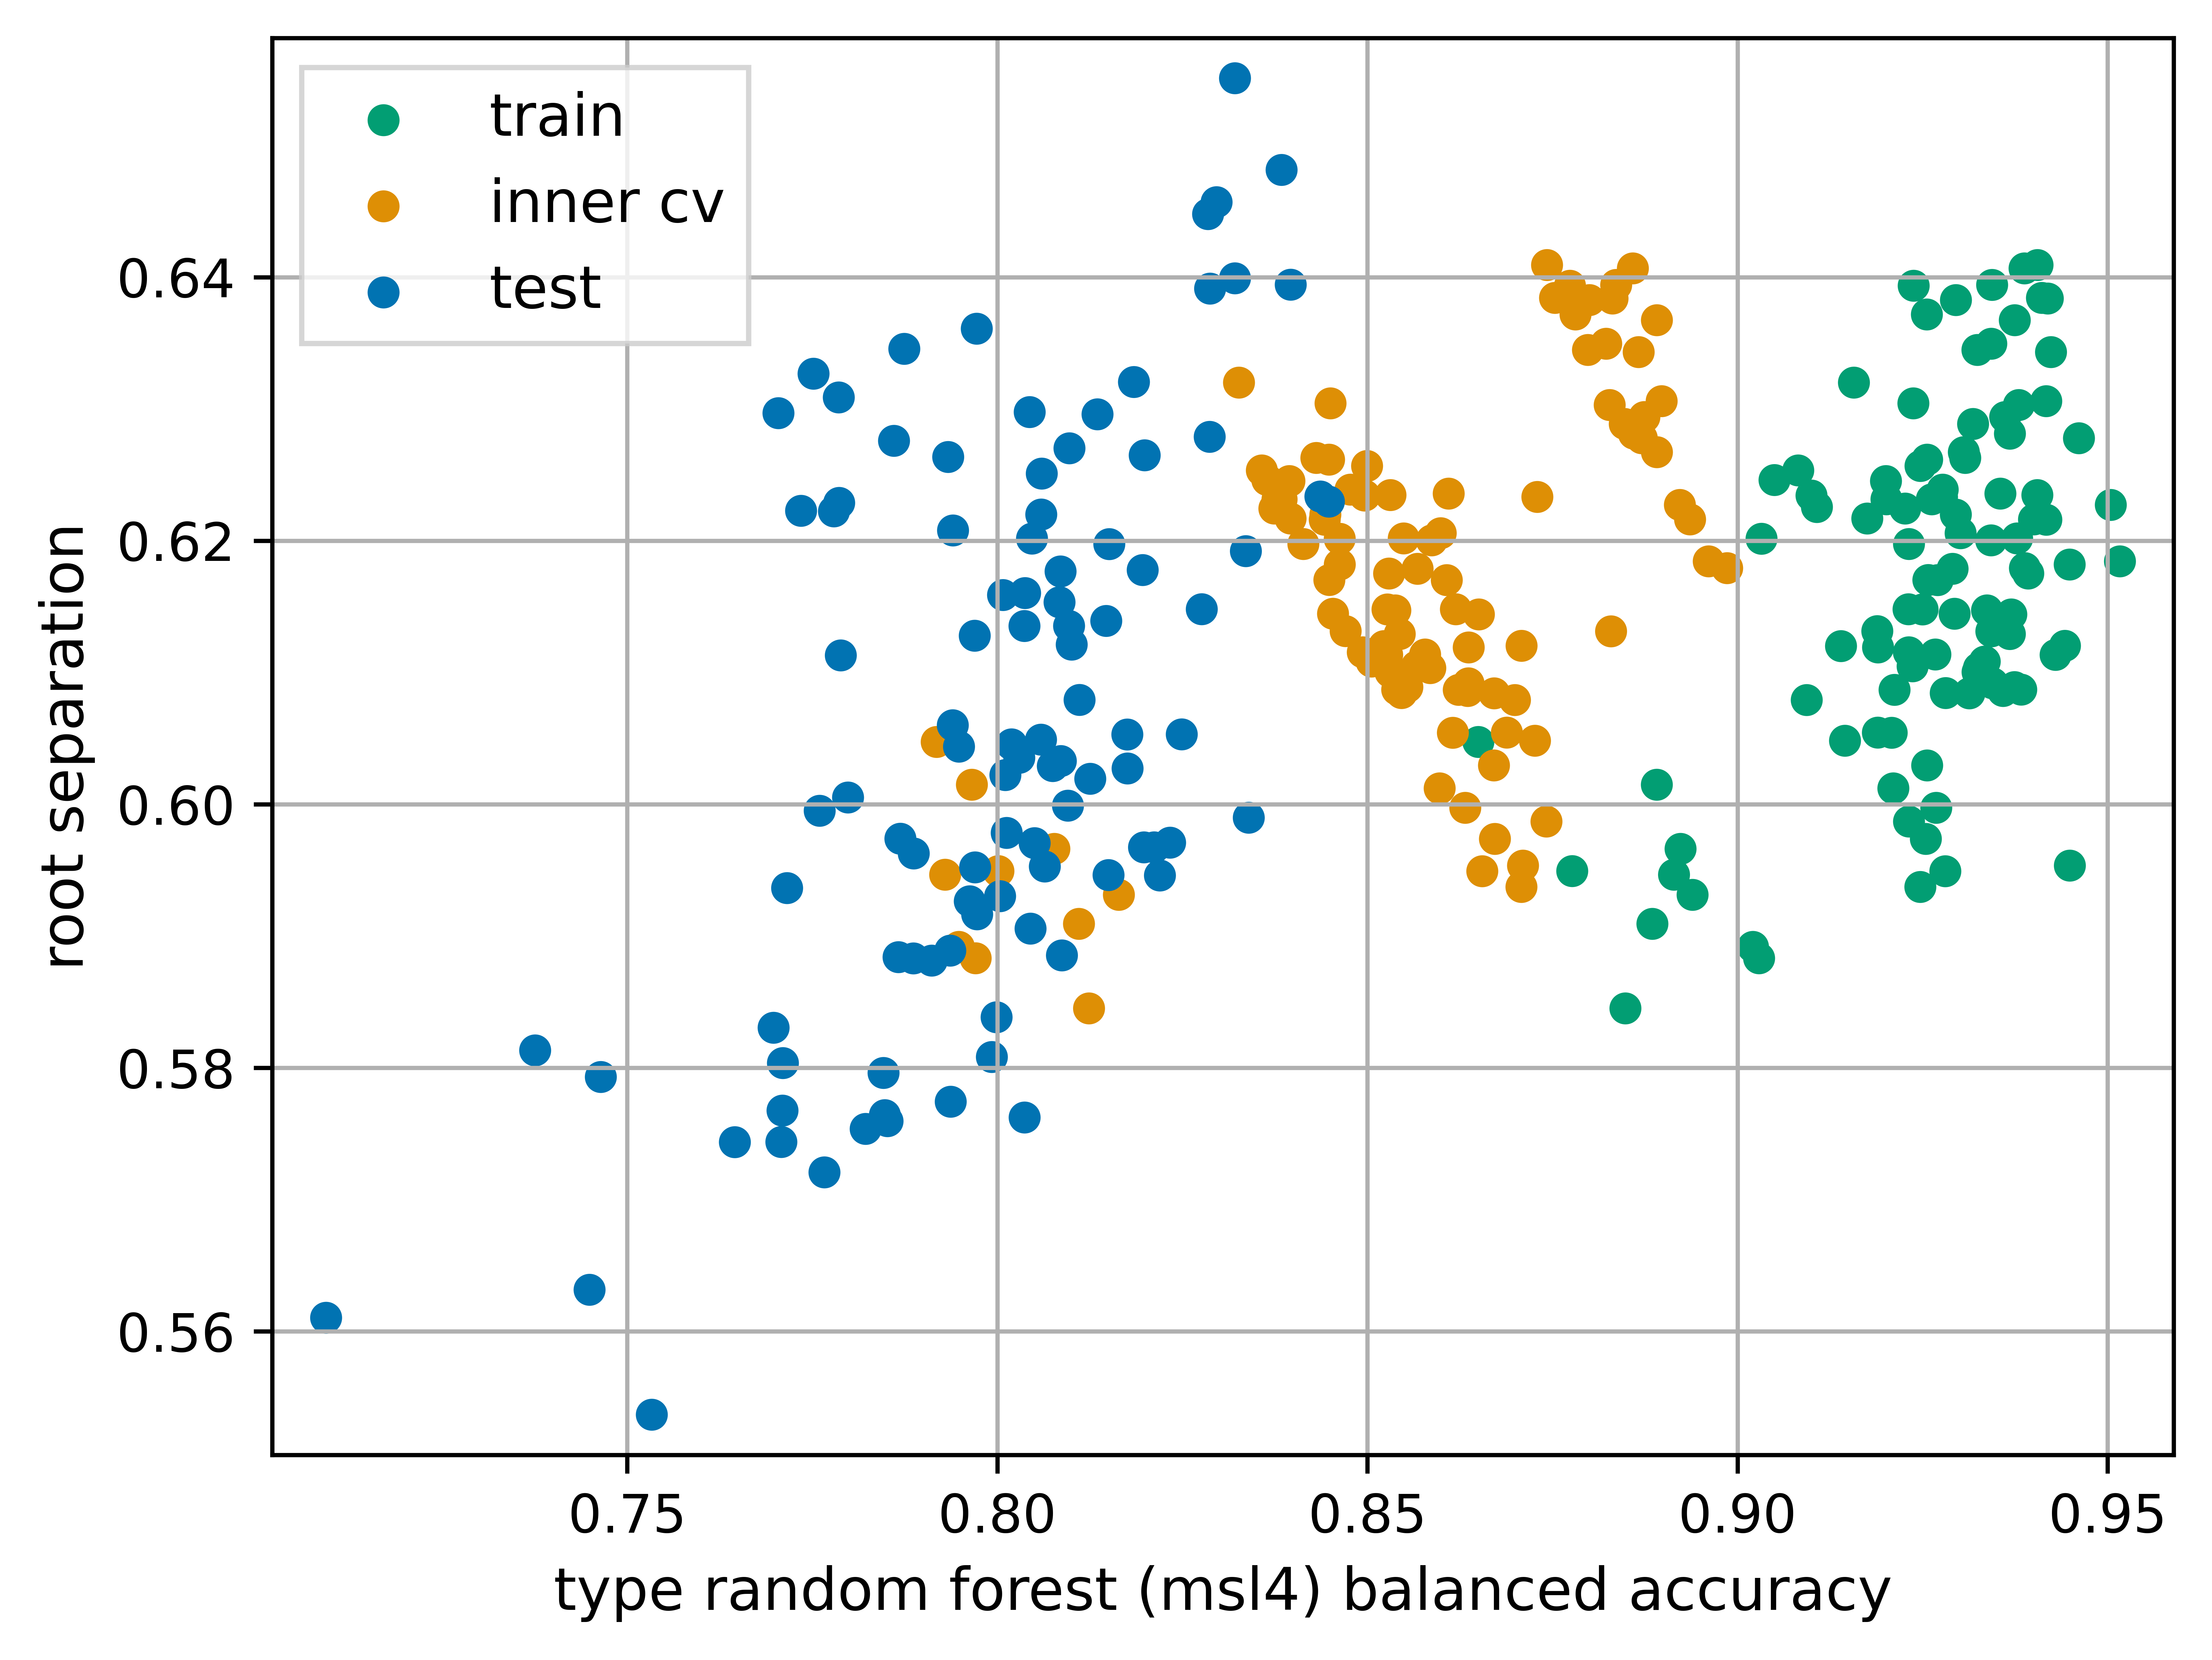 train
inner cv
test
root separation
0.64
0.62
0.60
0.58
0.56
0.75
0.80
0.85
0.90
0.95
type random forest (msl4) balanced accuracy